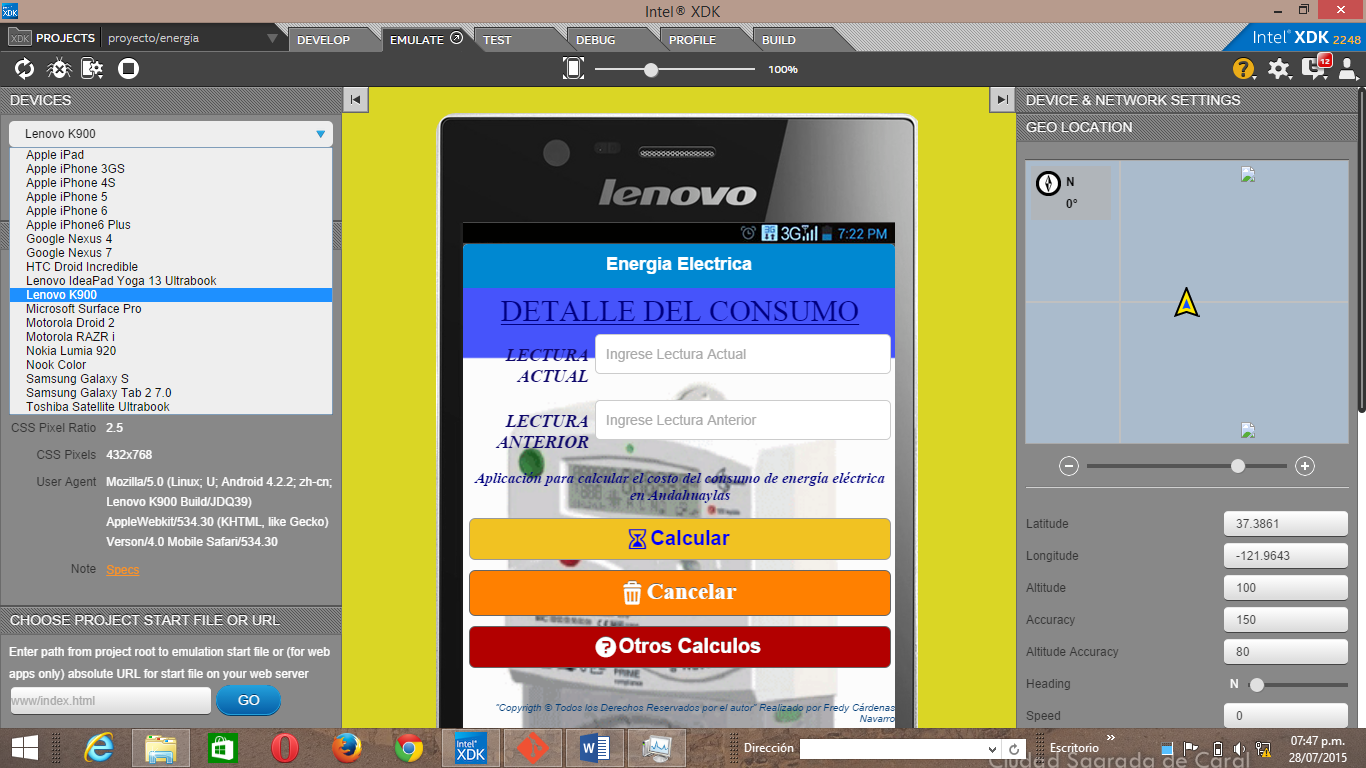 Intel® XDK
XDK
XDK PROJECTS proyecto/energia
DEVELOP EMULATE TEST DEBUG PROFILE BUILD
Intel® XDK 2248
100%
? 12
DEVICES
Lenovo K900
Apple iPad
Apple iPhone 3GS
Apple iPhone 4S
Apple iPhone 5
Apple iPhone 6
Apple iPhone6 Plus
Google Nexus 4
Google Nexus 7
HTC Droid Incredible
Lenovo IdeaPad Yoga 13 Ultrabook
Lenovo K900
Microsoft Surface Pro
Motorola Droid 2
Motorola RAZR i
Nokia Lumia 920
Nook Color
Samsung Galaxy S
Samsung Galaxy Tab 2 7.0
Toshiba Satellite Ultrabook
CSS Pixel Ratio 2.5
CSS Pixels 432x768
User Agent Mozilla/5.0 (Linux; U; Android 4.2.2; zh-cn;
Lenovo K900 Build/JDQ39)
AppleWebkit/534.30 (KHTML, like Gecko)
Verson/4.0 Mobile Safari/534.30
Note Specs
CHOOSE PROJECT START FILE OR URL
Enter path from project root to emulation start file or (for web
apps only) absolute URL for start file on your web server
www/index.html GO
lenovo
3G 3G 7:22 PM
Energia Electrica
DETALLE DEL CONSUMO
LECTURA
ACTUAL
Ingrese Lectura Actual
LECTURA
ANTERIOR
Ingrese Lectura Anterior
Aplicación para calcular el costo del consumo de energía eléctrica
en Andahuaylas
Calcular
Cancelar
Otros Calculos
"Copyrigth ® Todos los Derechos Reservados por el autor" Realizado por Fredy Cárdenas
Navarro
DEVICE & NETWORK SETTINGS
GEO LOCATION
N
0°
Latitude 37.3861
Longitude -121.9643
Altitude 100
Accuracy 150
Altitude Accuracy 80
Heading N
Speed 0
intel XDK
Dirección
Escritorio »
07:47 p.m.
28/07/2015
Ciudad Sagrada de Caral